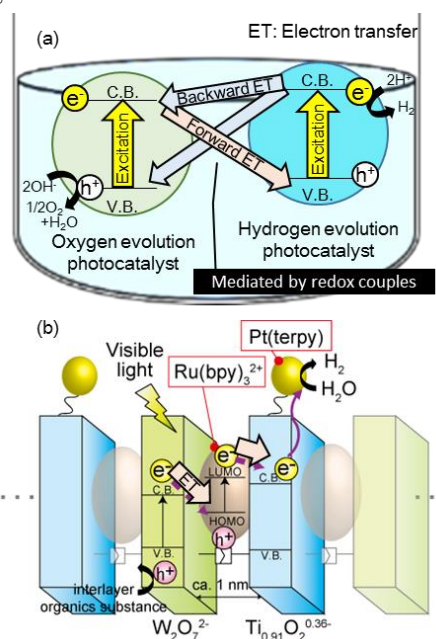 (a)
ET: Electron transfer
e⁻
C.B.
Backward ET
C.B.
e⁻
2H⁺
H₂
Excitation
Forward ET
Excitation
2OH⁻
h⁺
V.B.
1/2O₂
+H₂O
V.B.
h⁺
Oxygen evolution
photocatalyst
Hydrogen evolution
photocatalyst
Mediated by redox couples
(b)
Pt(terpy)
Visible
light
Ru(bpy)₃²⁺
H₂
H₂O
e⁻
C.B.
ET
e⁻
LUMO
e⁻
C.B.
HOMO
h⁺
V.B.
V.B.
h⁺
interlayer
organics substance
ca. 1 nm
W₂O₇²⁻
Ti₀.₉₁O₂⁰·³⁶⁻